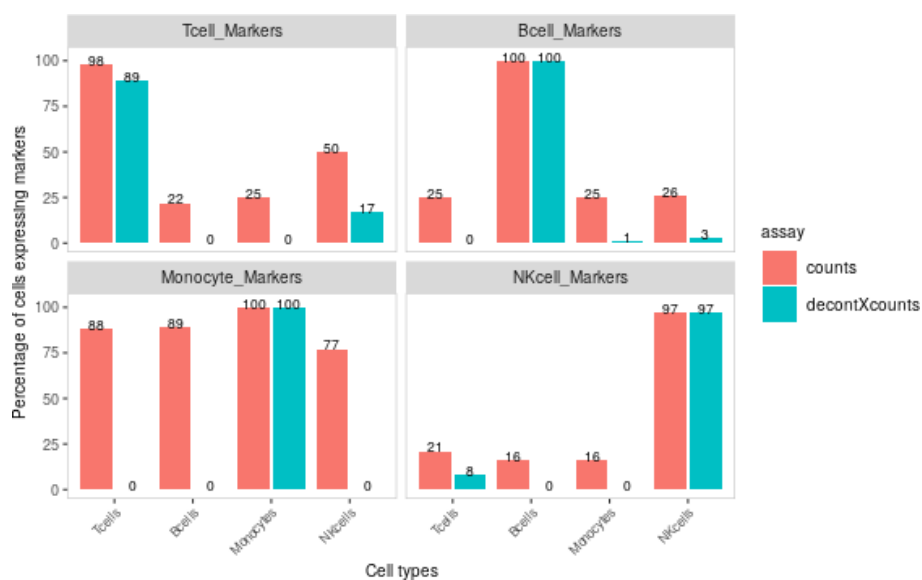 Tcell_Markers
Bcell_Markers
100
75
50
25
0
98
89
22
0
25
0
50
17
25
0
100
100
25
1
26
3
Monocyte_Markers
NKcell_Markers
100
75
50
25
0
88
0
89
0
100
100
77
0
21
8
16
0
16
0
97
97
Tcells
Bcells
Monocytes
NKcells
Tcells
Bcells
Monocytes
NKcells
Cell types
Percentage of cells expressing markers
assay
counts
decontXcounts